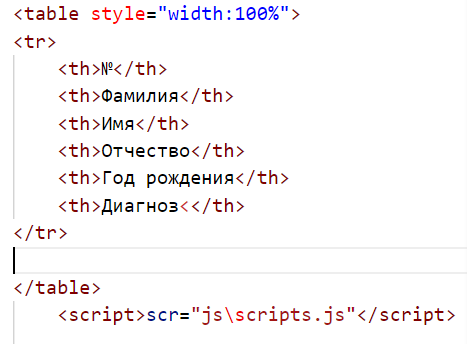 <table style="width:100%">
<tr>
<th>№</th>
<th>Фамилия</th>
<th>Имя</th>
<th>Отчество</th>
<th>Год рождения</th>
<th>Диагноз<</th>
</tr>
</table>
<script>scr="js\scripts.js"</script>